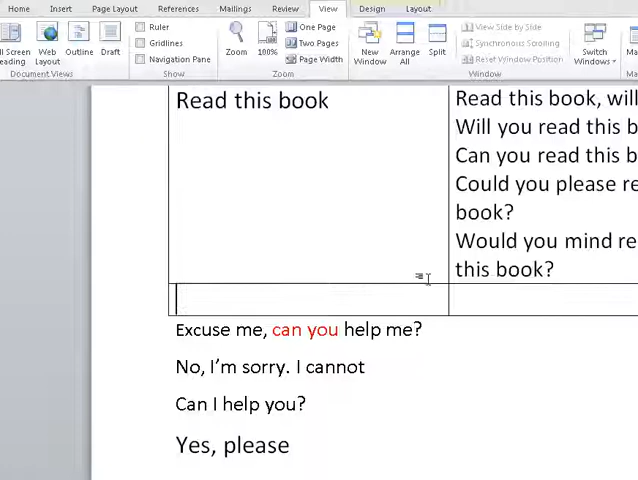 Home Insert Page Layout References Mailings Review View Design Layout
Ruler One Page View Side by Side
Gridlines Two Pages Synchronous Scrolling
Navigation Pane Page Width Reset Window Position
Screen Web Outline Draft Zoom 100% New Arrange Split Switch
Layout Window All Windows
Document Views Show Zoom Window
Read this book
Read this book, will
Will you read this
Can you read this
Could you please
book?
Would you mind
this book?
Excuse me, can you help me?
No, I'm sorry. I cannot
Can I help you?
Yes, please